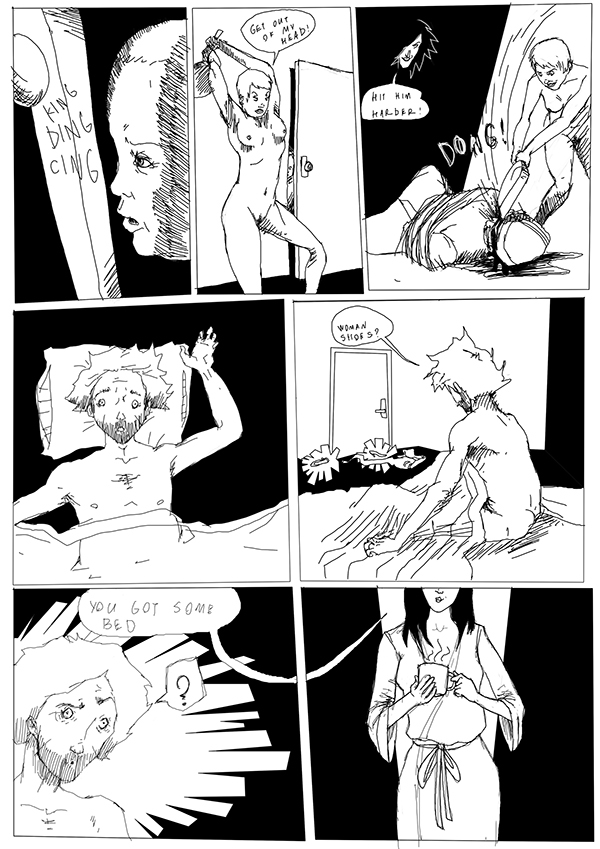 KING
DING
CING
GET OUT
OF MY
HEAD!
HIT HIM
HARDER!
DONG!
WOMAN
SHOES?
YOU GOT SOME
BED
?